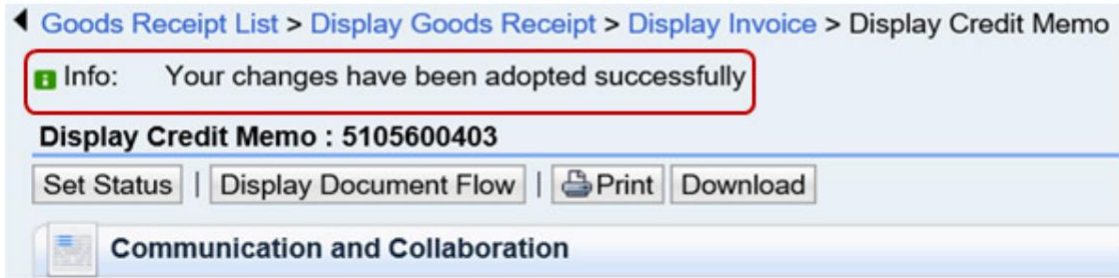 Goods Receipt List > Display Goods Receipt > Display Invoice > Display Credit Memo
Info: Your changes have been adopted successfully
Display Credit Memo : 5105600403
Set Status | Display Document Flow | Print Download
Communication and Collaboration